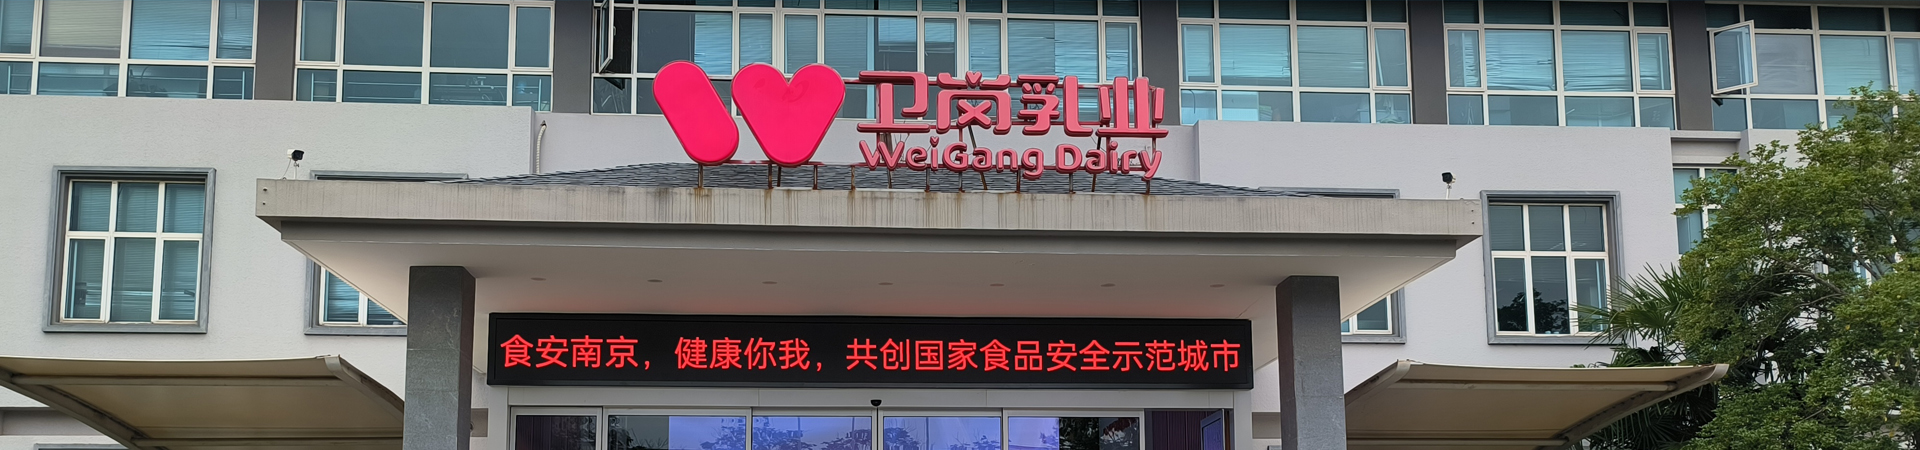 卫岗乳业
WeiGang Dairy
食安南京，健康你我，共创国家食品安全示范城市